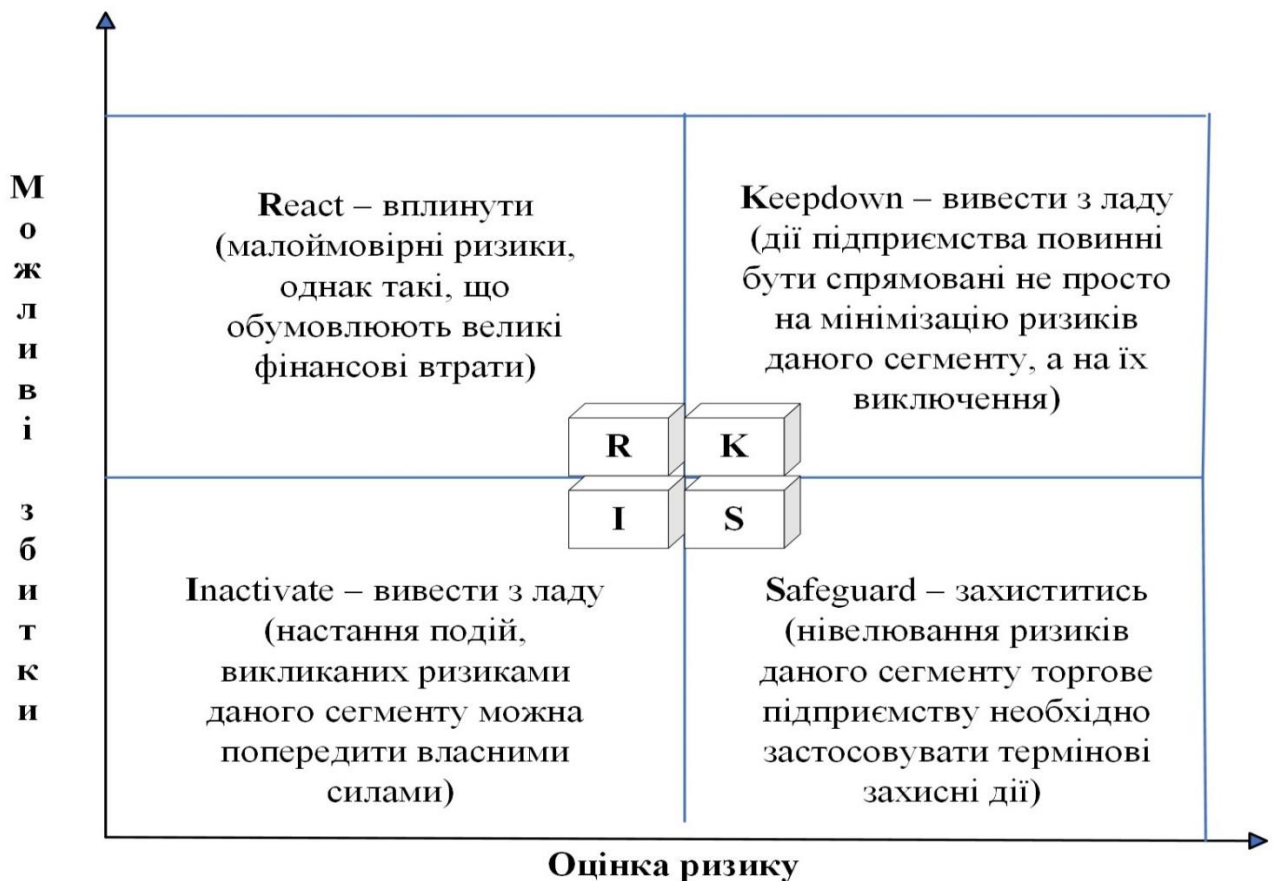 Можливі збитки
React – вплинути
(малоймовірні ризики,
однак такі, що
обумовлюють великі
фінансові втрати)
Keepdown – вивести з ладу
(дії підприємства повинні
бути спрямовані не просто
на мінімізацію ризиків
даного сегменту, а на їх
виключення)
R
K
I
S
Inactivate – вивести з ладу
(настання подій,
викликаних ризиками
даного сегменту можна
попередити власними
силами)
Safeguard – захиститись
(нівелювання ризиків
даного сегменту торгове
підприємству необхідно
застосовувати термінові
захисні дії)
Оцінка ризику